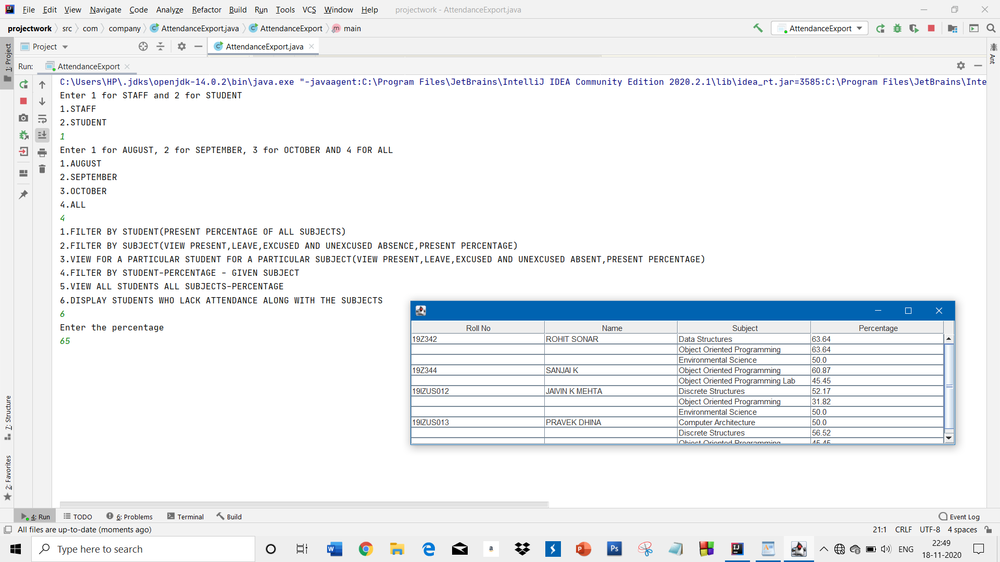 File Edit View Navigate Code Analyze Refactor Build Run Tools VCS Window Help projectwork - AttendanceExport.java
projectwork src com company AttendanceExport.java AttendanceExport main AttendanceExport
1: Project Project AttendanceExport.java Ant
Run: AttendanceExport
C:\Users\HP\.jdks\openjdk-14.0.2\bin\java.exe "-javaagent:C:\Program Files\JetBrains\IntelliJ IDEA Community Edition 2020.2.1\lib\idea_rt.jar=3585:C:\Program Files\JetBrains\Inte
Enter 1 for STAFF and 2 for STUDENT
1.STAFF
2.STUDENT
1
Enter 1 for AUGUST, 2 for SEPTEMBER, 3 for OCTOBER AND 4 FOR ALL
1.AUGUST
2.SEPTEMBER
3.OCTOBER
4.ALL
4
1.FILTER BY STUDENT(PRESENT PERCENTAGE OF ALL SUBJECTS)
2.FILTER BY SUBJECT(VIEW PRESENT,LEAVE,EXCUSED AND UNEXCUSED ABSENCE,PRESENT PERCENTAGE)
3.VIEW FOR A PARTICULAR STUDENT FOR A PARTICULAR SUBJECT(VIEW PRESENT,LEAVE,EXCUSED AND UNEXCUSED ABSENT,PRESENT PERCENTAGE)
4.FILTER BY STUDENT-PERCENTAGE - GIVEN SUBJECT
5.VIEW ALL STUDENTS ALL SUBJECTS-PERCENTAGE
6.DISPLAY STUDENTS WHO LACK ATTENDANCE ALONG WITH THE SUBJECTS
6
Enter the percentage
65
Roll No Name Subject Percentage
19Z342 ROHIT SONAR Data Structures 63.64
Object Oriented Programming 63.64
Environmental Science 50.0
19Z344 SANJAI K Object Oriented Programming 60.87
Object Oriented Programming Lab 45.45
19IZUS012 JAIVIN K MEHTA Discrete Structures 52.17
Object Oriented Programming 31.82
Environmental Science 50.0
19IZUS013 PRAVEK DHINA Computer Architecture 50.0
Discrete Structures 56.52
Object Oriented Programming 45.45
7: Structure
2: Favorites
4: Run TODO 6: Problems Terminal Build Event Log
All files are up-to-date (moments ago) 21:1 CRLF UTF-8 4 spaces
Type here to search ENG 22:49
18-11-2020